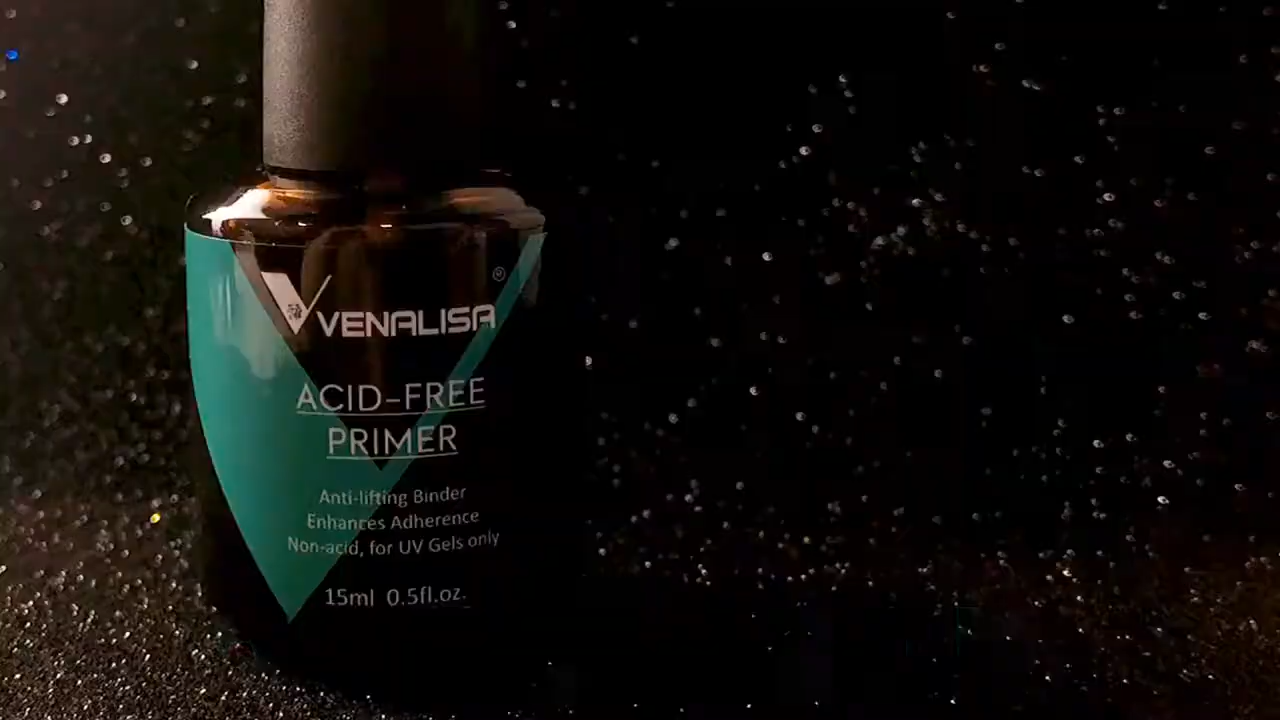 VENALISA®
ACID-FREE
PRIMER
Anti-lifting Binder
Enhances Adherence
Non-acid, for UV Gels only
15ml 0.5fl.oz.